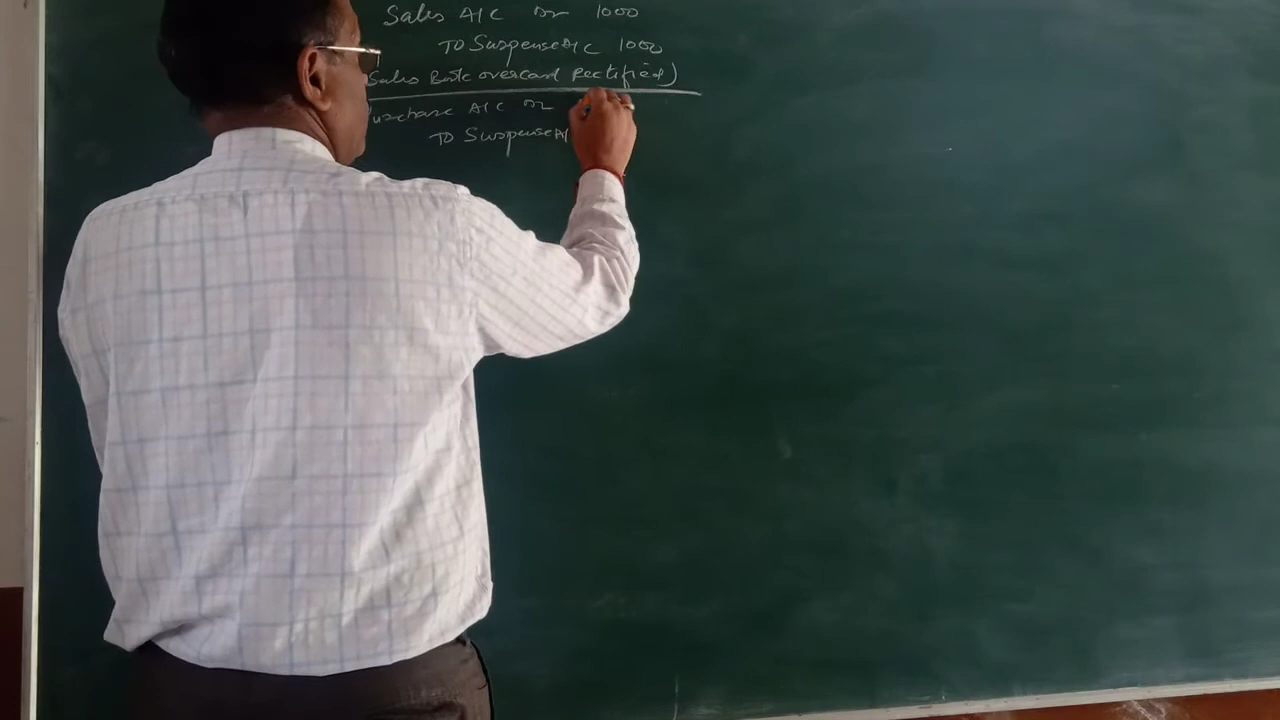 Sales A/C Dr 1000
To Suspense A/C 1000
Sales Book overcast Rectified)
Purchase A/C Dr
To Suspense A/